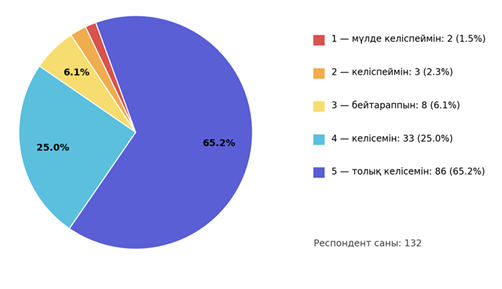 6.1%
25.0%
65.2%
1 — мүлде келіспеймін: 2 (1.5%)
2 — келіспеймін: 3 (2.3%)
3 — бейтараппын: 8 (6.1%)
4 — келісемін: 33 (25.0%)
5 — толық келісемін: 86 (65.2%)
Респондент саны: 132